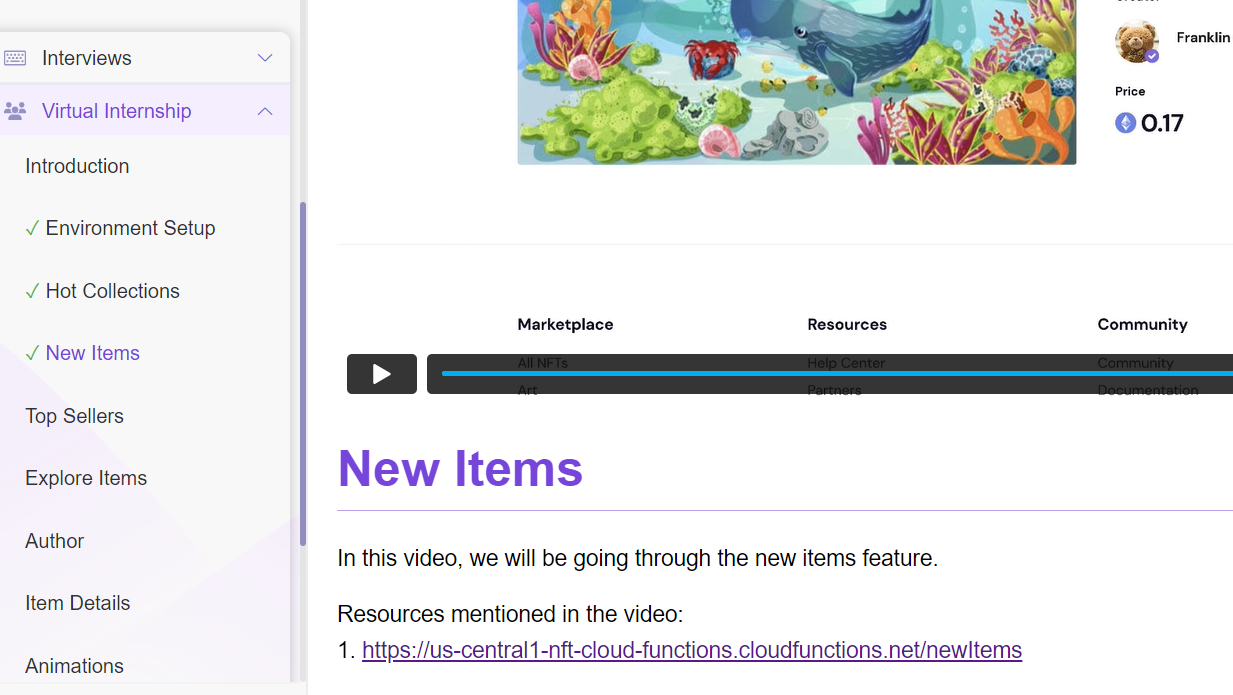 Interviews
Virtual Internship
Introduction
Environment Setup
Hot Collections
New Items
Top Sellers
Explore Items
Author
Item Details
Animations
Franklin
Price
0.17
Marketplace
Resources
Community
All NFTs
Help Center
Community
Art
Partners
Documentation
New Items
In this video, we will be going through the new items feature.
Resources mentioned in the video:
1. https://us-central1-nft-cloud-functions.cloudfunctions.net/newItems